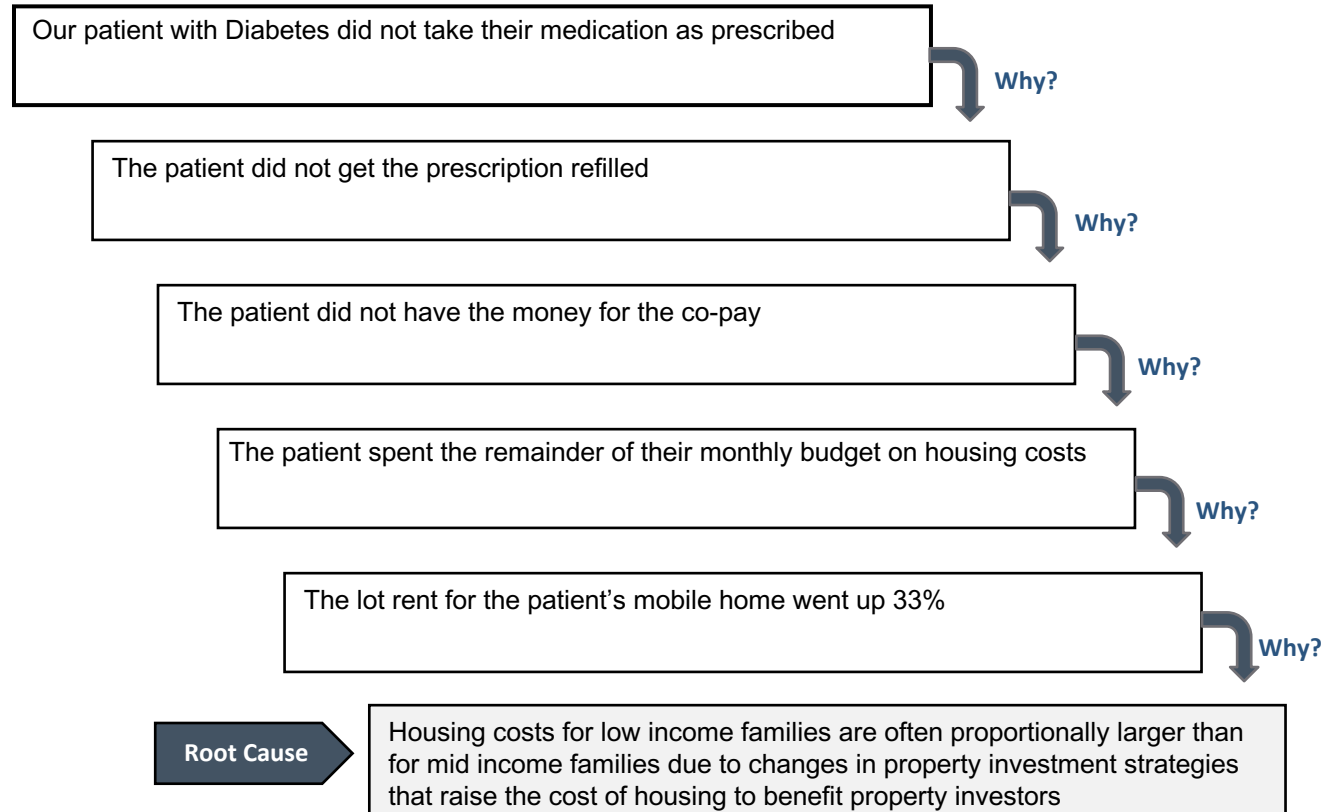 Our patient with Diabetes did not take their medication as prescribed
Why?
The patient did not get the prescription refilled
Why?
The patient did not have the money for the co-pay
Why?
The patient spent the remainder of their monthly budget on housing costs
Why?
The lot rent for the patient’s mobile home went up 33%
Why?
Root Cause
Housing costs for low income families are often proportionally larger than
for mid income families due to changes in property investment strategies
that raise the cost of housing to benefit property investors